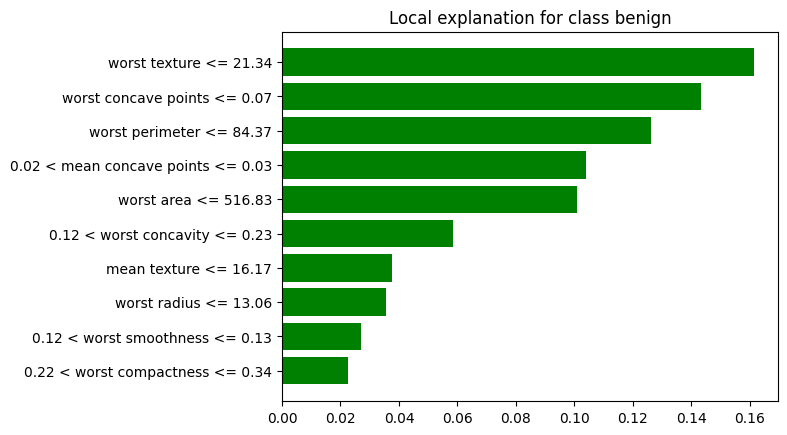 Local explanation for class benign
worst texture <= 21.34
worst concave points <= 0.07
worst perimeter <= 84.37
0.02 < mean concave points <= 0.03
worst area <= 516.83
0.12 < worst concavity <= 0.23
mean texture <= 16.17
worst radius <= 13.06
0.12 < worst smoothness <= 0.13
0.22 < worst compactness <= 0.34
0.00 0.02 0.04 0.06 0.08 0.10 0.12 0.14 0.16